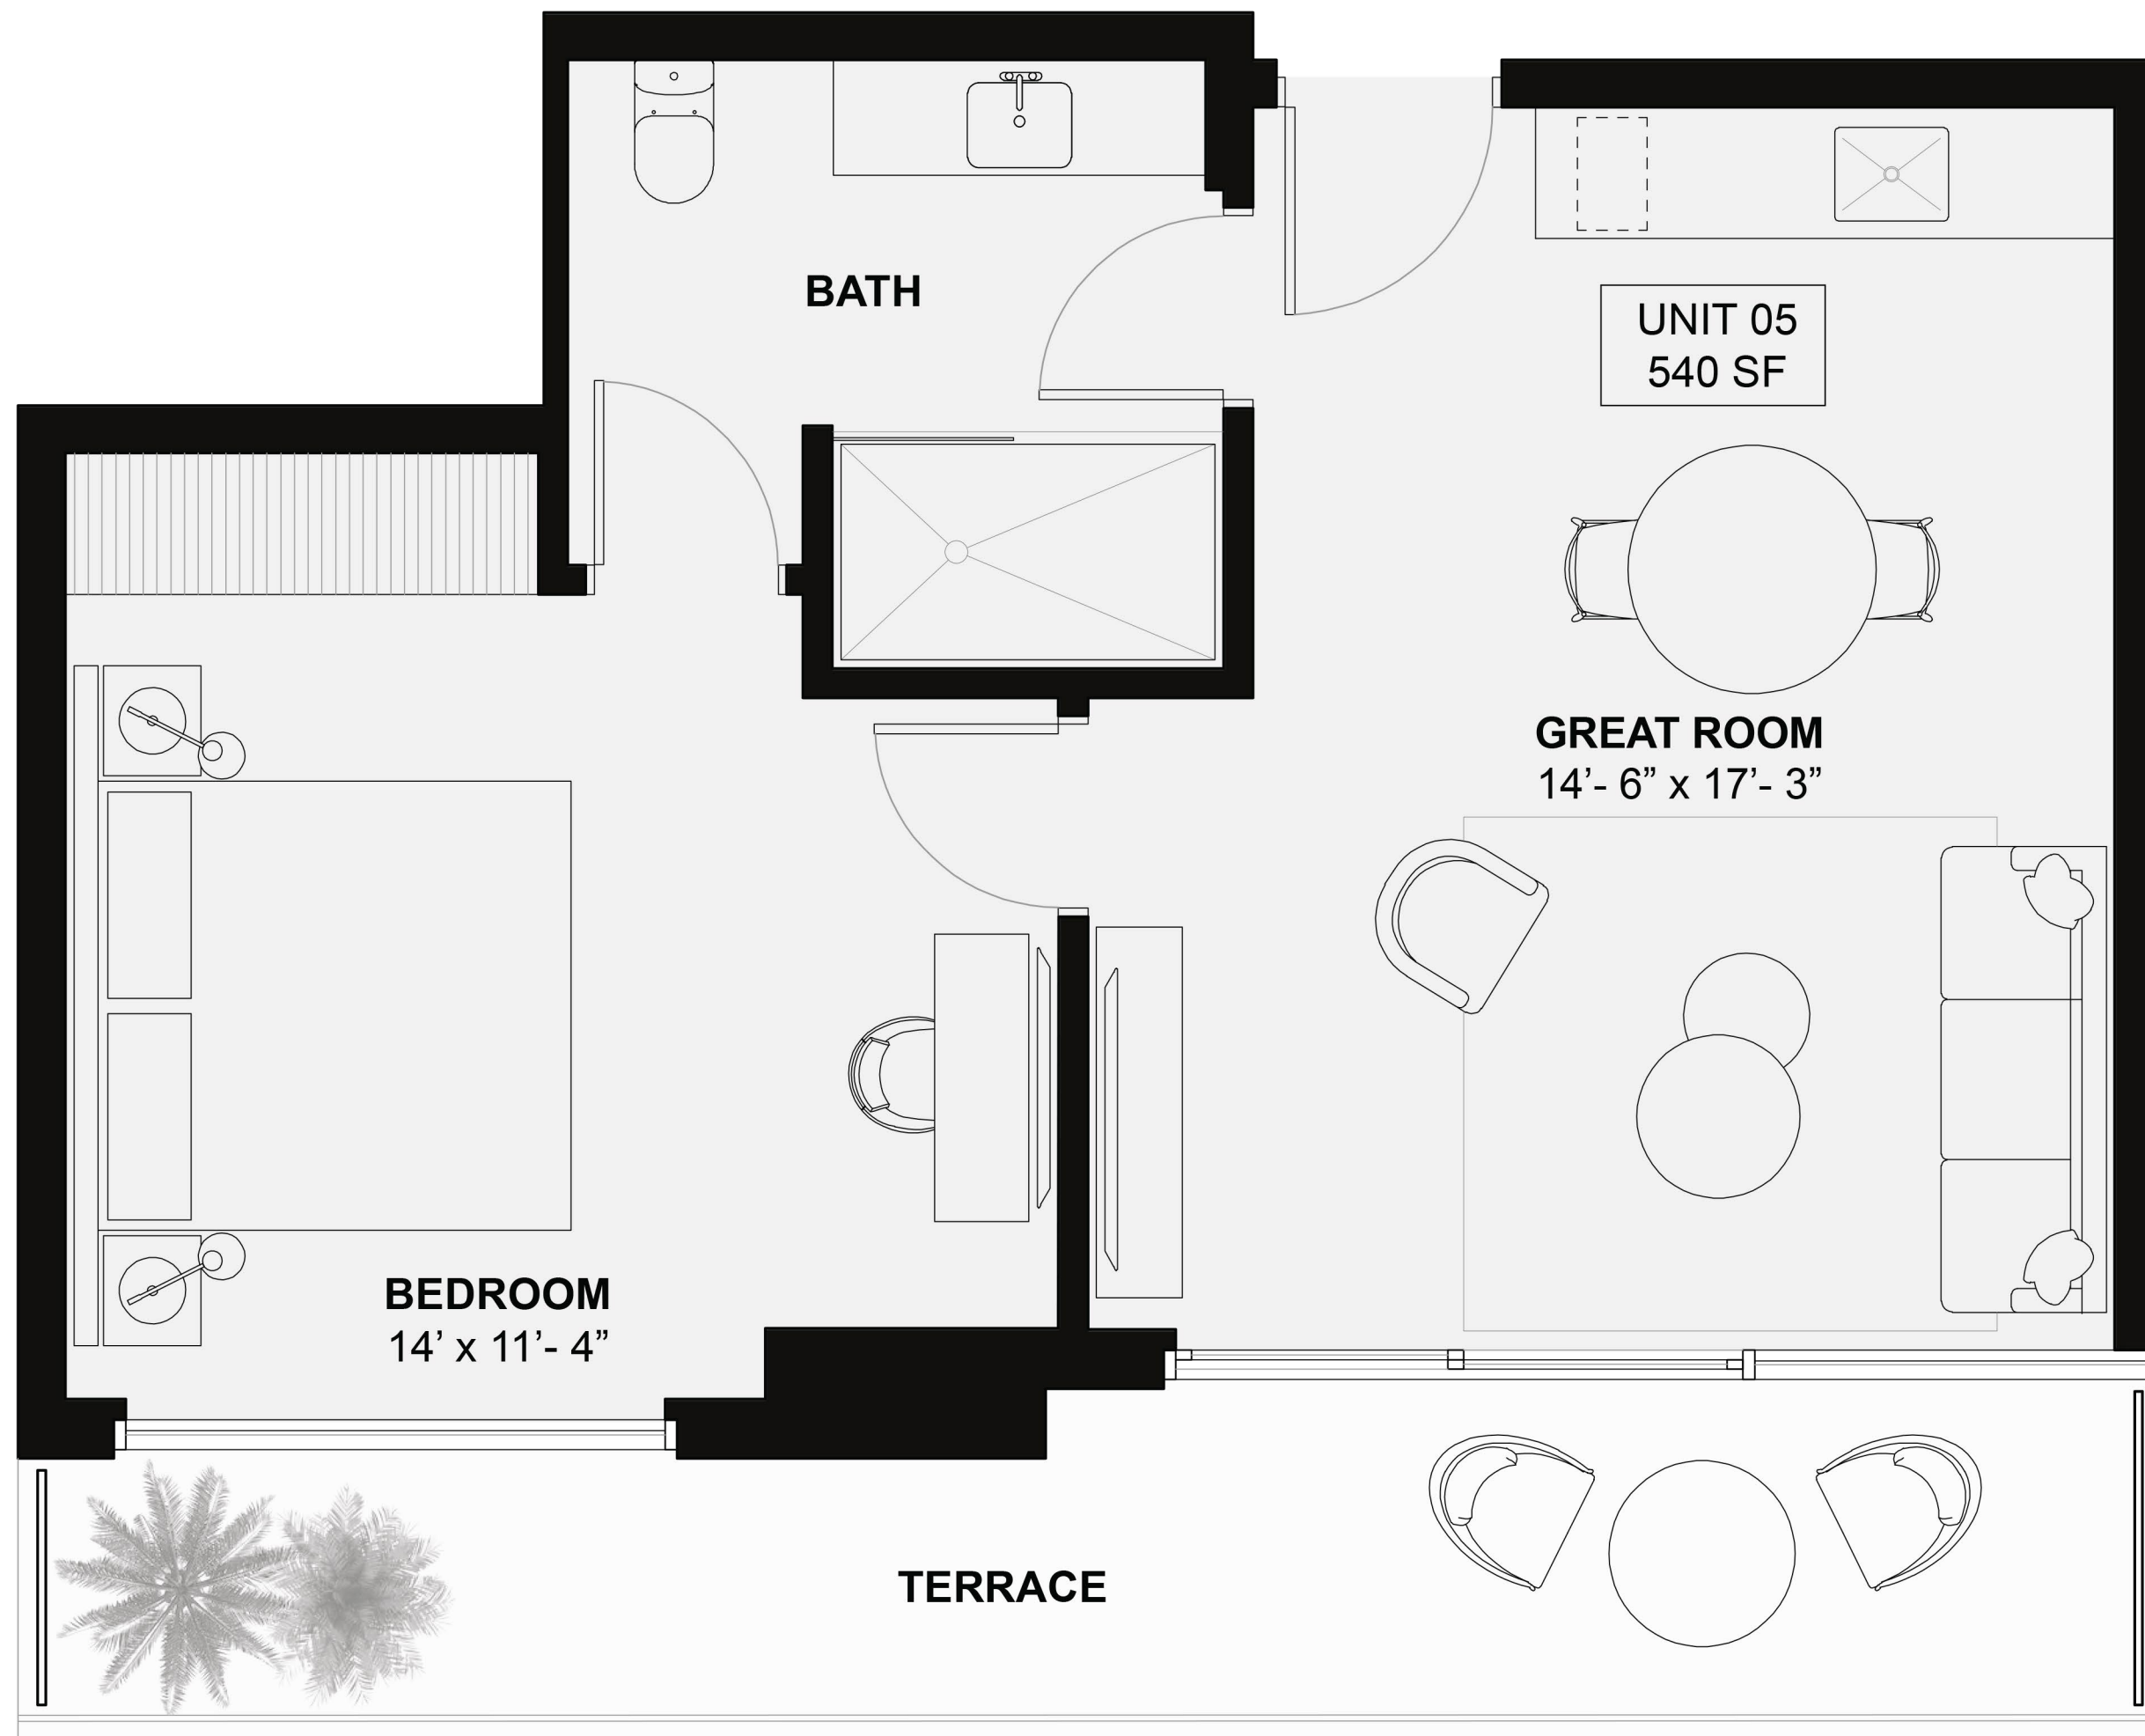 BATH
UNIT 05
540 SF
GREAT ROOM
14’- 6” x 17’- 3”
BEDROOM
14’ x 11’- 4”
TERRACE